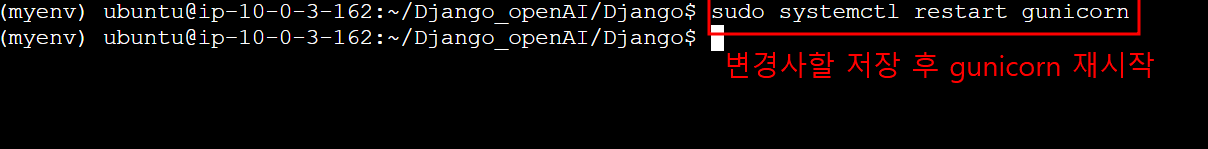 (myenv) ubuntu@ip-10-0-3-162:~/Django_openAI/Django$ sudo systemctl restart gunicorn
(myenv) ubuntu@ip-10-0-3-162:~/Django_openAI/Django$
변경사할 저장 후 gunicorn 재시작